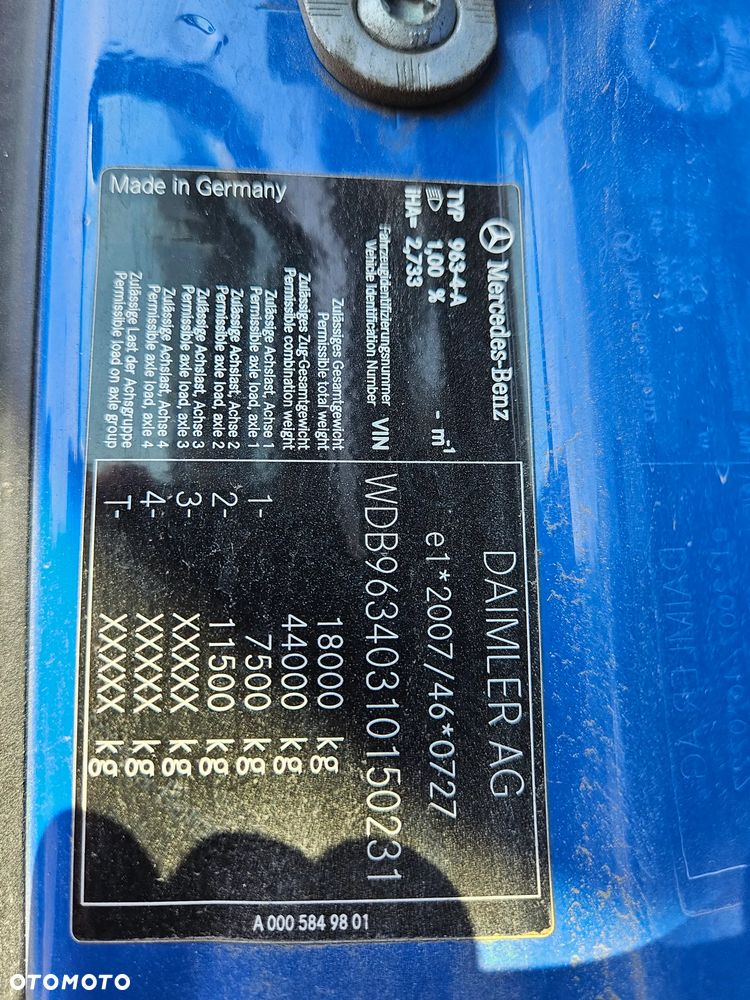 Mercedes-Benz
TYP 963-4-A
1,00 % - m⁻¹
iHA= 2,733
DAIMLER AG
e1*2007/46*0727
Fahrzeugidentifizierungsnummer
Vehicle Identification Number VIN WDB96340310150231
Zulässiges Gesamtgewicht
Permissible total weight 18000 kg
Zulässiges Zug-Gesamtgewicht
Permissible combination weight 44000 kg
Zulässige Achslast, Achse 1
Permissible axle load, axle 1 1- 7500 kg
Zulässige Achslast, Achse 2
Permissible axle load, axle 2 2- 11500 kg
Zulässige Achslast, Achse 3
Permissible axle load, axle 3 3- XXXXX kg
Zulässige Achslast, Achse 4
Permissible axle load, axle 4 4- XXXXX kg
Zulässige Last der Achsgruppe
Permissible load on axle group T- XXXXX kg
Made in Germany
A 000 584 98 01
OTOMOTO